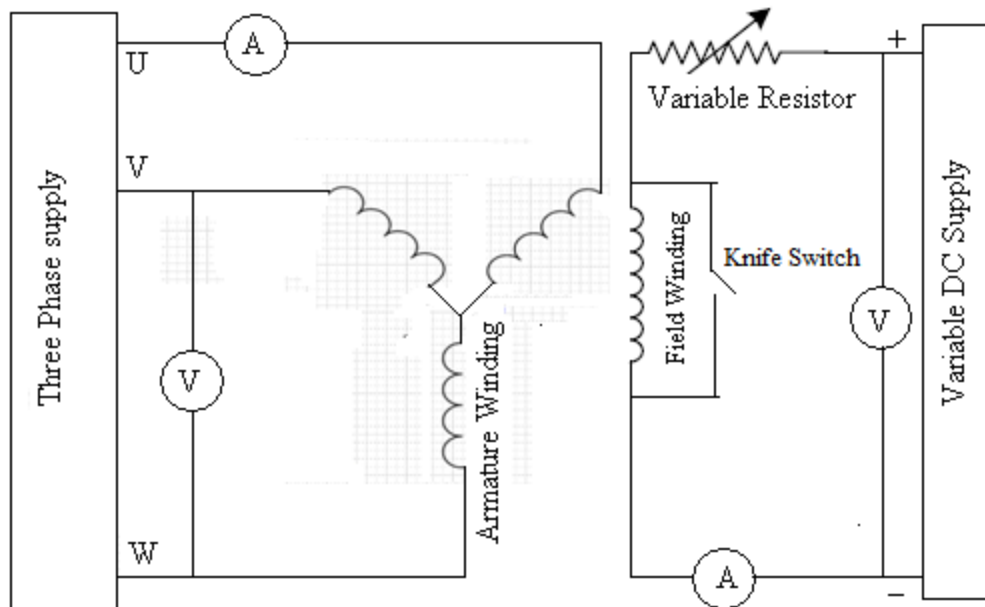 Three Phase supply
U
A
V
V
W
Armature Winding
Variable Resistor
Field Winding
Knife Switch
+
V
A
−
Variable DC Supply